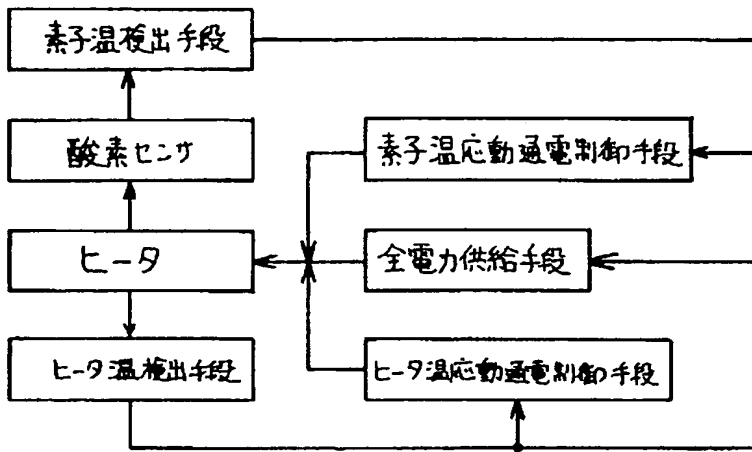 素子温検出手段
酸素センサ
素子温応動通電制御手段
ヒータ
全電力供給手段
ヒータ温検出手段
ヒータ温応動通電制御手段